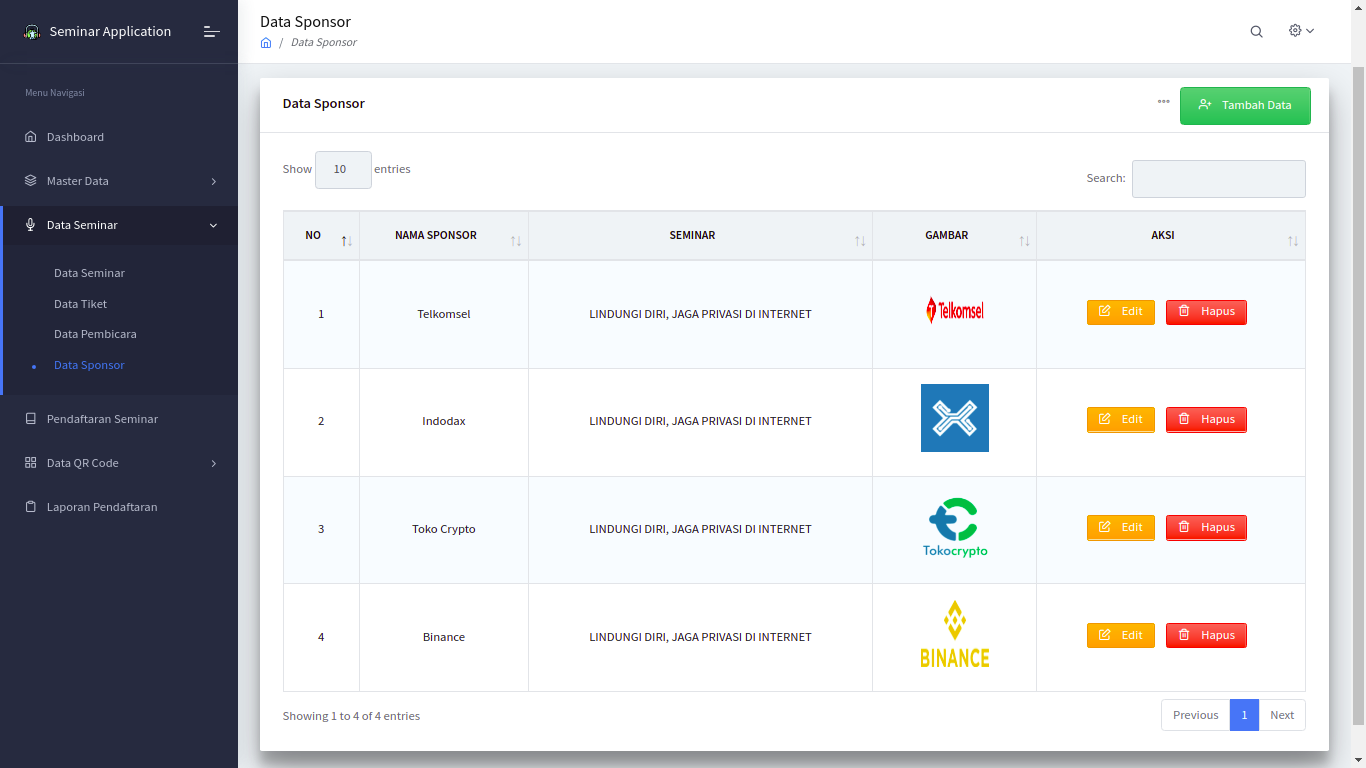 Seminar Application
Menu Navigasi
Dashboard
Master Data
Data Seminar
Data Seminar
Data Tiket
Data Pembicara
Data Sponsor
Pendaftaran Seminar
Data QR Code
Laporan Pendaftaran
Data Sponsor
/ Data Sponsor
Data Sponsor
Tambah Data
Show 10 entries
Search:
NO NAMA SPONSOR SEMINAR GAMBAR AKSI
1 Telkomsel LINDUNGI DIRI, JAGA PRIVASI DI INTERNET Telkomsel Edit Hapus
2 Indodax LINDUNGI DIRI, JAGA PRIVASI DI INTERNET Edit Hapus
3 Toko Crypto LINDUNGI DIRI, JAGA PRIVASI DI INTERNET Tokocrypto Edit Hapus
4 Binance LINDUNGI DIRI, JAGA PRIVASI DI INTERNET BINANCE Edit Hapus
Showing 1 to 4 of 4 entries
Previous 1 Next